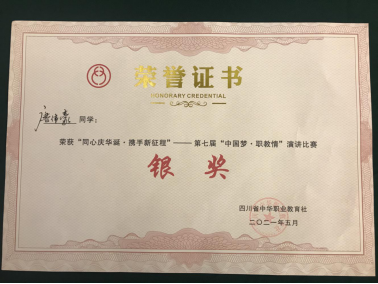 荣誉证书
HONORARY CREDENTIAL
同学：
荣获“同心庆华诞·携手新征程”——第七届“中国梦·职教情”演讲比赛
银奖
四川省中华职业教育社
二〇二一年五月